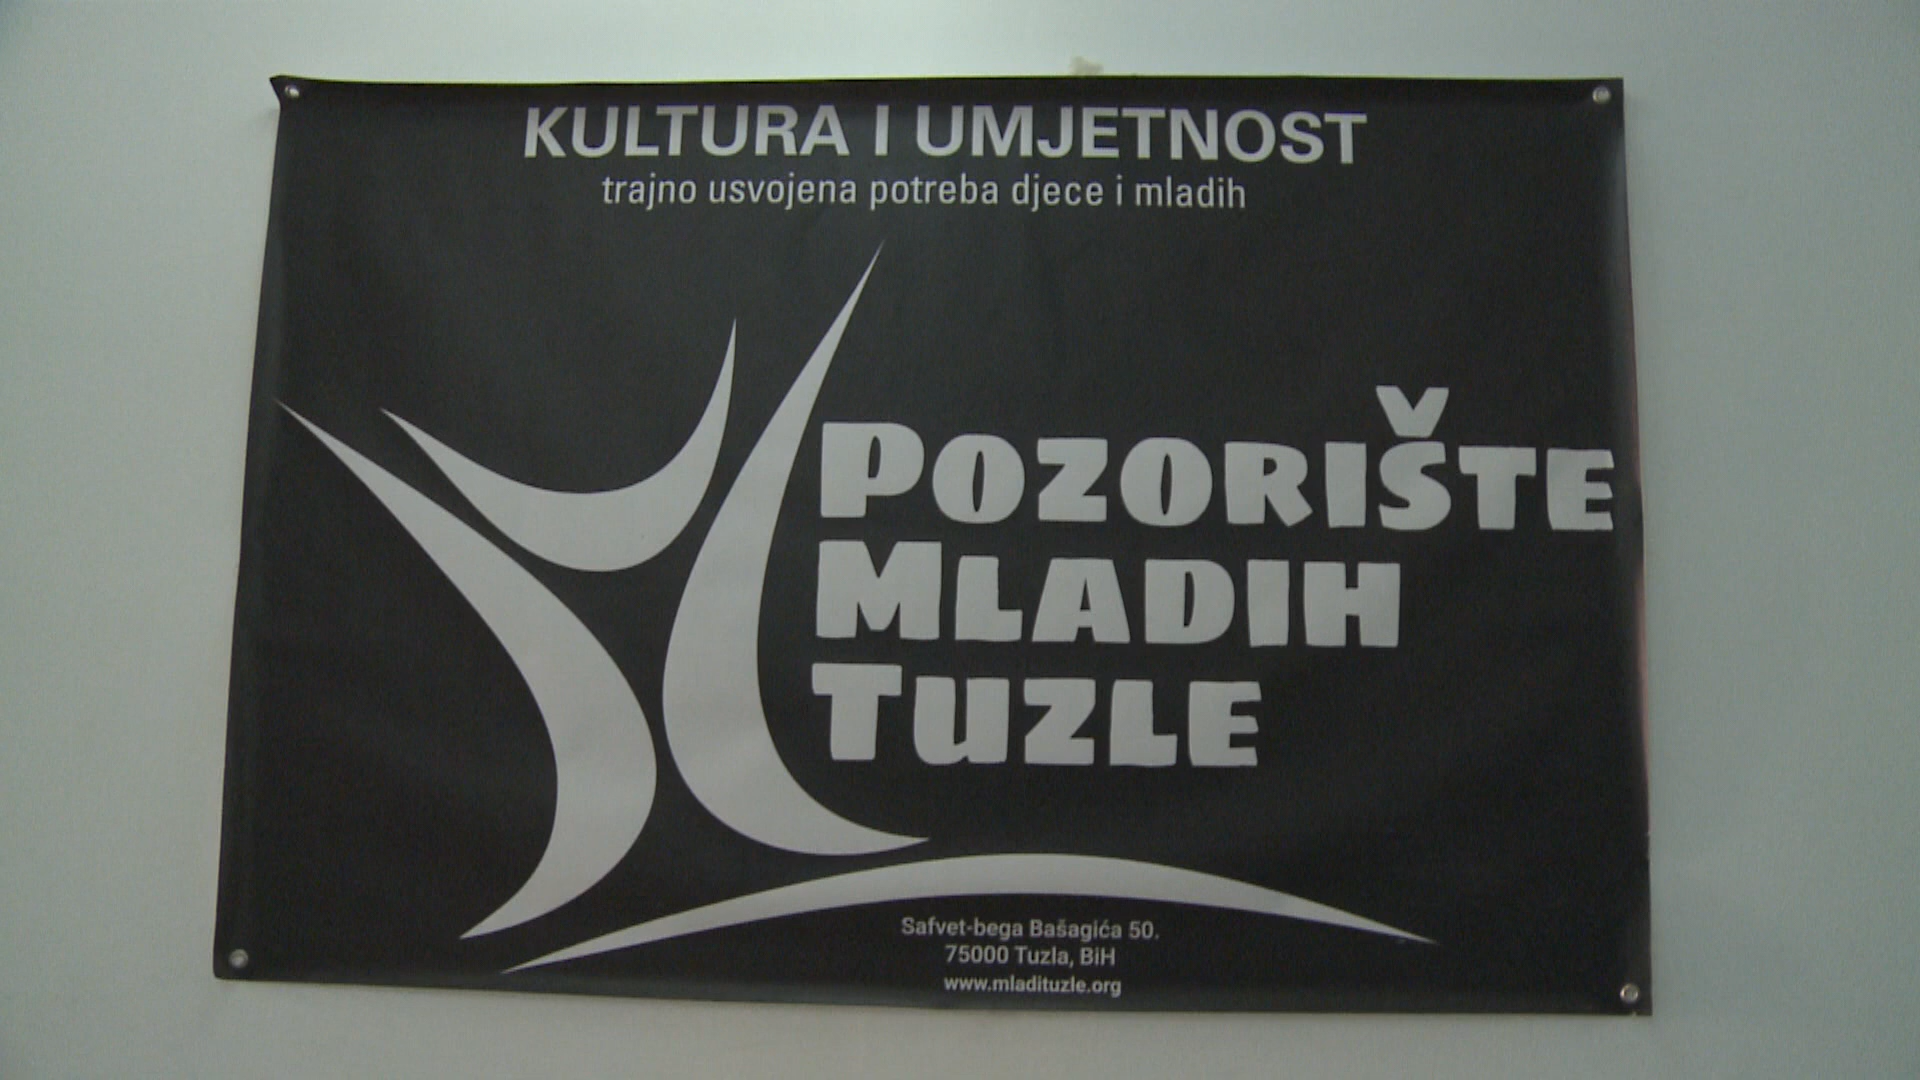 KULTURA I UMJETNOST
trajno usvojena potreba djece i mladih
POZORIŠTE
MLADIH
TUZLE
Safvet-bega Bašagića 50.
75000 Tuzla, BiH
www.mladituzle.org